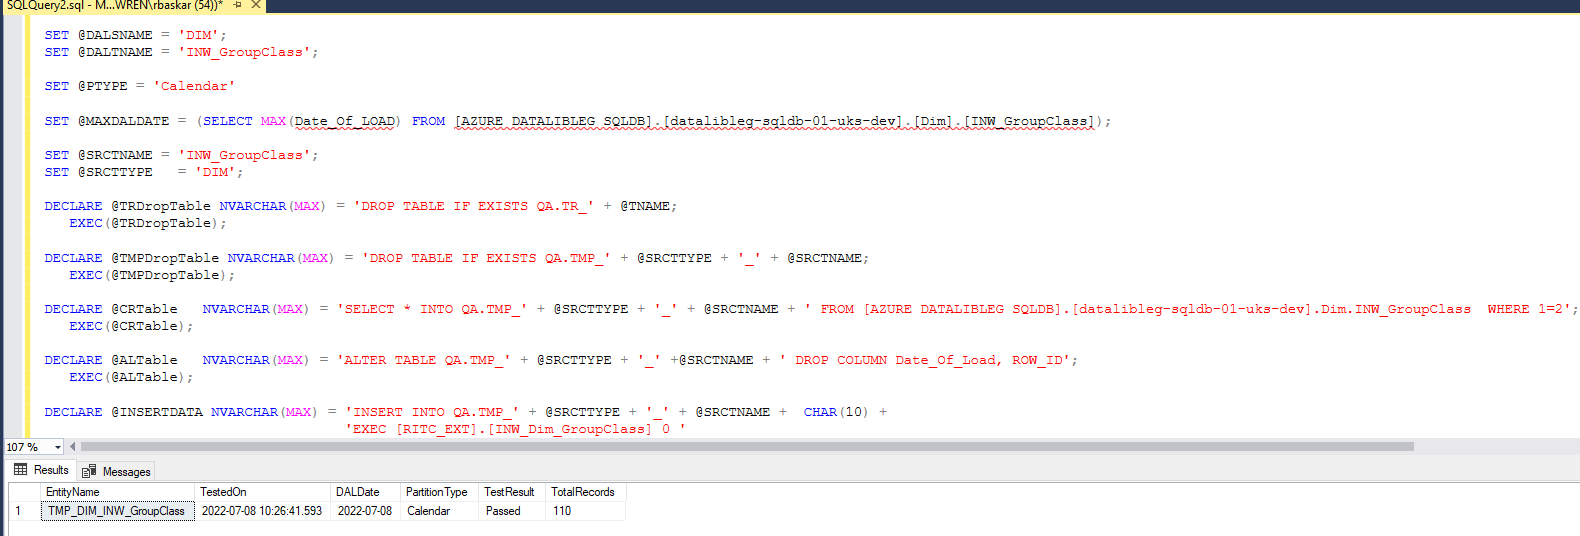 SQLQuery2.sql - M...WREN\rbaskar (54))*
SET @DALSNAME = 'DIM';
SET @DALTNAME = 'INW_GroupClass';
SET @PTYPE = 'Calendar'
SET @MAXDALDATE = (SELECT MAX(Date_Of_LOAD) FROM [AZURE DATALIBLEG SQLDB].[datalibleg-sqldb-01-uks-dev].[Dim].[INW_GroupClass]);
SET @SRCTNAME = 'INW_GroupClass';
SET @SRCTTYPE = 'DIM';
DECLARE @TRDropTable NVARCHAR(MAX) = 'DROP TABLE IF EXISTS QA.TR_' + @TNAME;
EXEC(@TRDropTable);
DECLARE @TMPDropTable NVARCHAR(MAX) = 'DROP TABLE IF EXISTS QA.TMP_' + @SRCTTYPE + '_' + @SRCTNAME;
EXEC(@TMPDropTable);
DECLARE @CRTable NVARCHAR(MAX) = 'SELECT * INTO QA.TMP_' + @SRCTTYPE + '_' + @SRCTNAME + ' FROM [AZURE DATALIBLEG SQLDB].[datalibleg-sqldb-01-uks-dev].Dim.INW_GroupClass WHERE 1=2';
EXEC(@CRTable);
DECLARE @ALTable NVARCHAR(MAX) = 'ALTER TABLE QA.TMP_' + @SRCTTYPE + '_' +@SRCTNAME + ' DROP COLUMN Date_Of_Load, ROW_ID';
EXEC(@ALTable);
DECLARE @INSERTDATA NVARCHAR(MAX) = 'INSERT INTO QA.TMP_' + @SRCTTYPE + '_' + @SRCTNAME + CHAR(10) +
'EXEC [RITC_EXT].[INW_Dim_GroupClass] 0 '
107 %
Results Messages
EntityName TestedOn DALDate PartitionType TestResult TotalRecords
1 TMP_DIM_INW_GroupClass 2022-07-08 10:26:41.593 2022-07-08 Calendar Passed 110